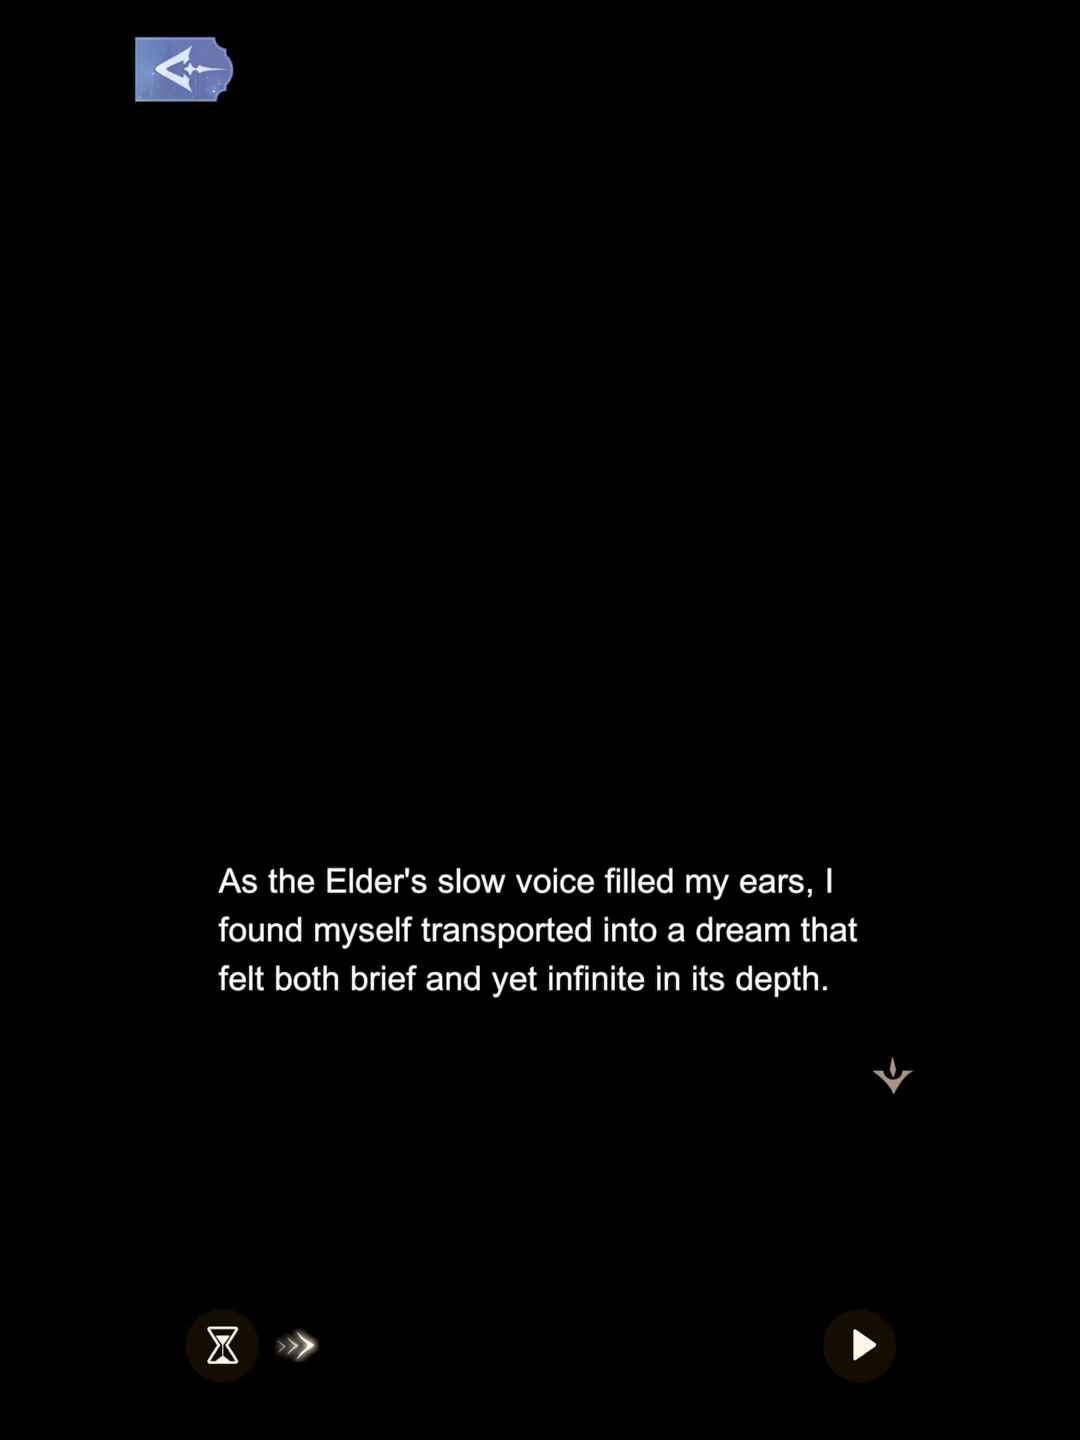 As the Elder's slow voice filled my ears, I
found myself transported into a dream that
felt both brief and yet infinite in its depth.